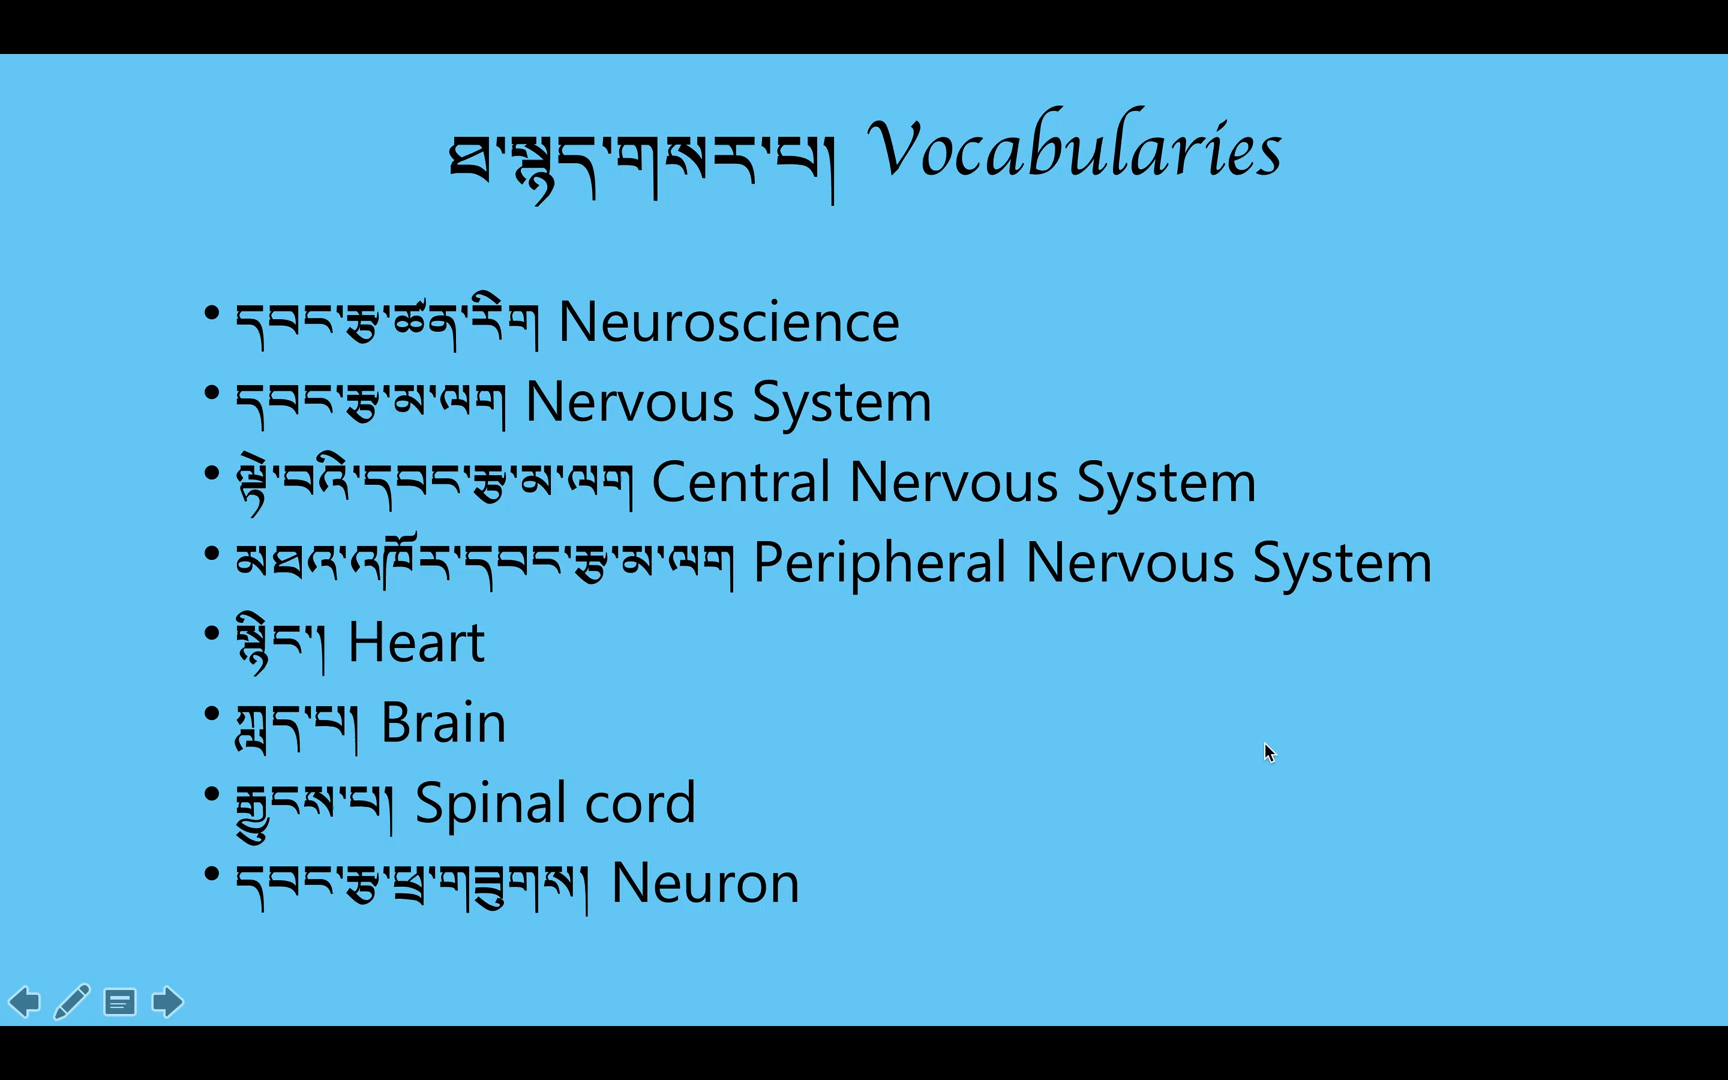 ཐ་སྙད་གསར་པ། Vocabularies
• དབང་རྩ་ཚན་རིག Neuroscience
• དབང་རྩ་མ་ལག Nervous System
• ལྟེ་བའི་དབང་རྩ་མ་ལག Central Nervous System
• མཐའ་འཁོར་དབང་རྩ་མ་ལག Peripheral Nervous System
• སྙིང་། Heart
• ཀླད་པ། Brain
• རྒྱུངས་པ། Spinal cord
• དབང་རྩ་ཕྲ་གཟུགས། Neuron